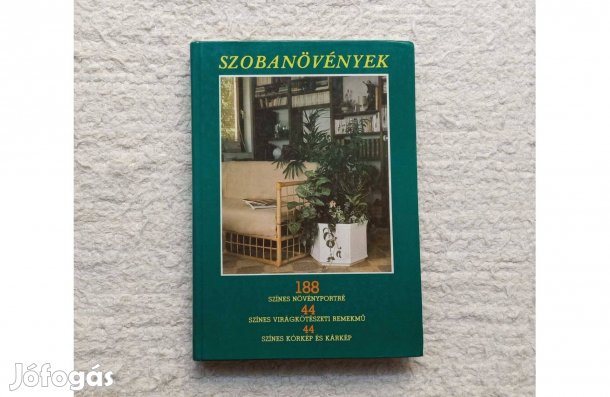 SZOBANÖVÉNYEK
188
SZÍNES NÖVÉNYPORTRÉ
44
SZÍNES VIRÁGKÖTÉSZETI REMEKMŰ
44
SZÍNES KÓRKÉP ÉS KÁRKÉP
Jófogás